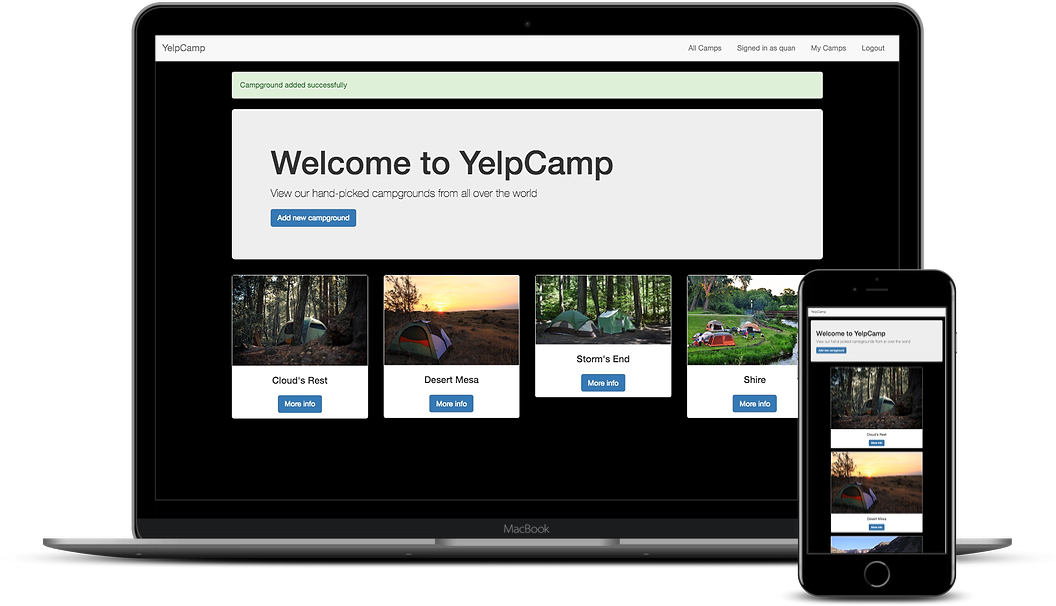 YelpCamp
All Camps
Signed in as quan
My Camps
Logout
Campground added successfully
Welcome to YelpCamp
View our hand-picked campgrounds from all over the world
Add new campground
Cloud's Rest
More info
Desert Mesa
More info
Storm's End
More info
Shire
More info
MacBook
YelpCamp
Welcome to YelpCamp
View our hand-picked campgrounds from all over the world
Add new campground
Cloud's Rest
More info
Desert Mesa
More info